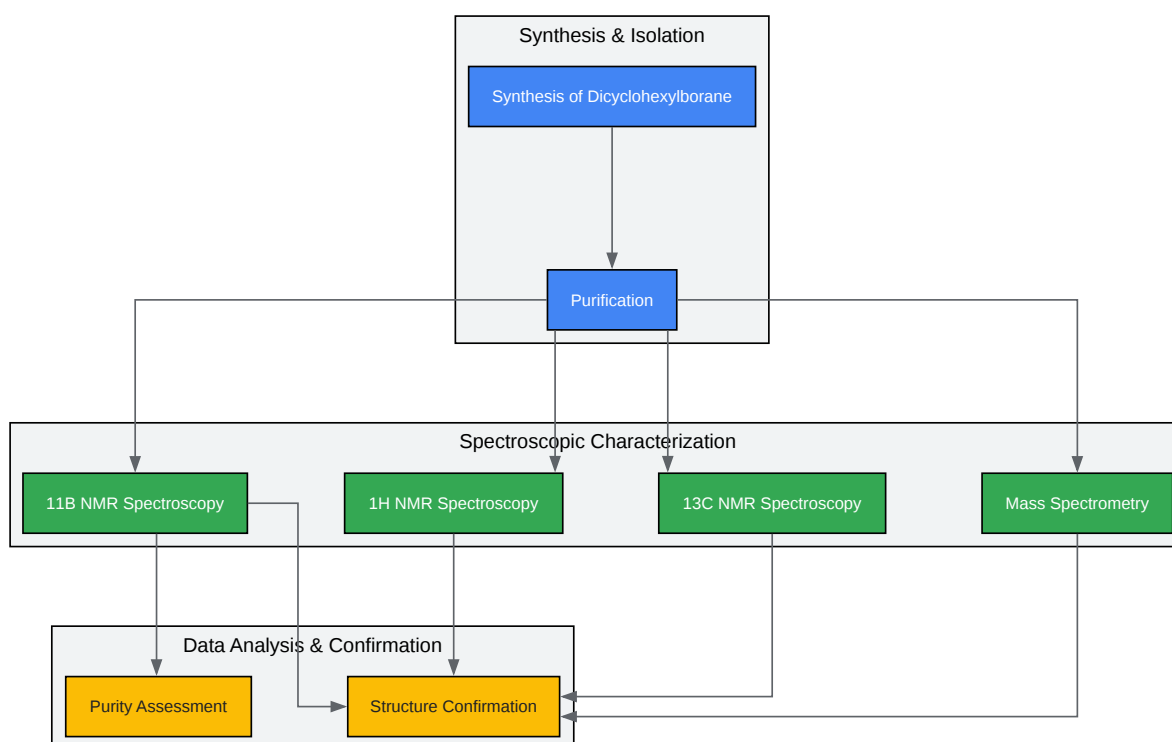 Synthesis & Isolation
Synthesis of Dicyclohexylborane
Purification
Spectroscopic Characterization
11B NMR Spectroscopy
1H NMR Spectroscopy
13C NMR Spectroscopy
Mass Spectrometry
Data Analysis & Confirmation
Purity Assessment
Structure Confirmation